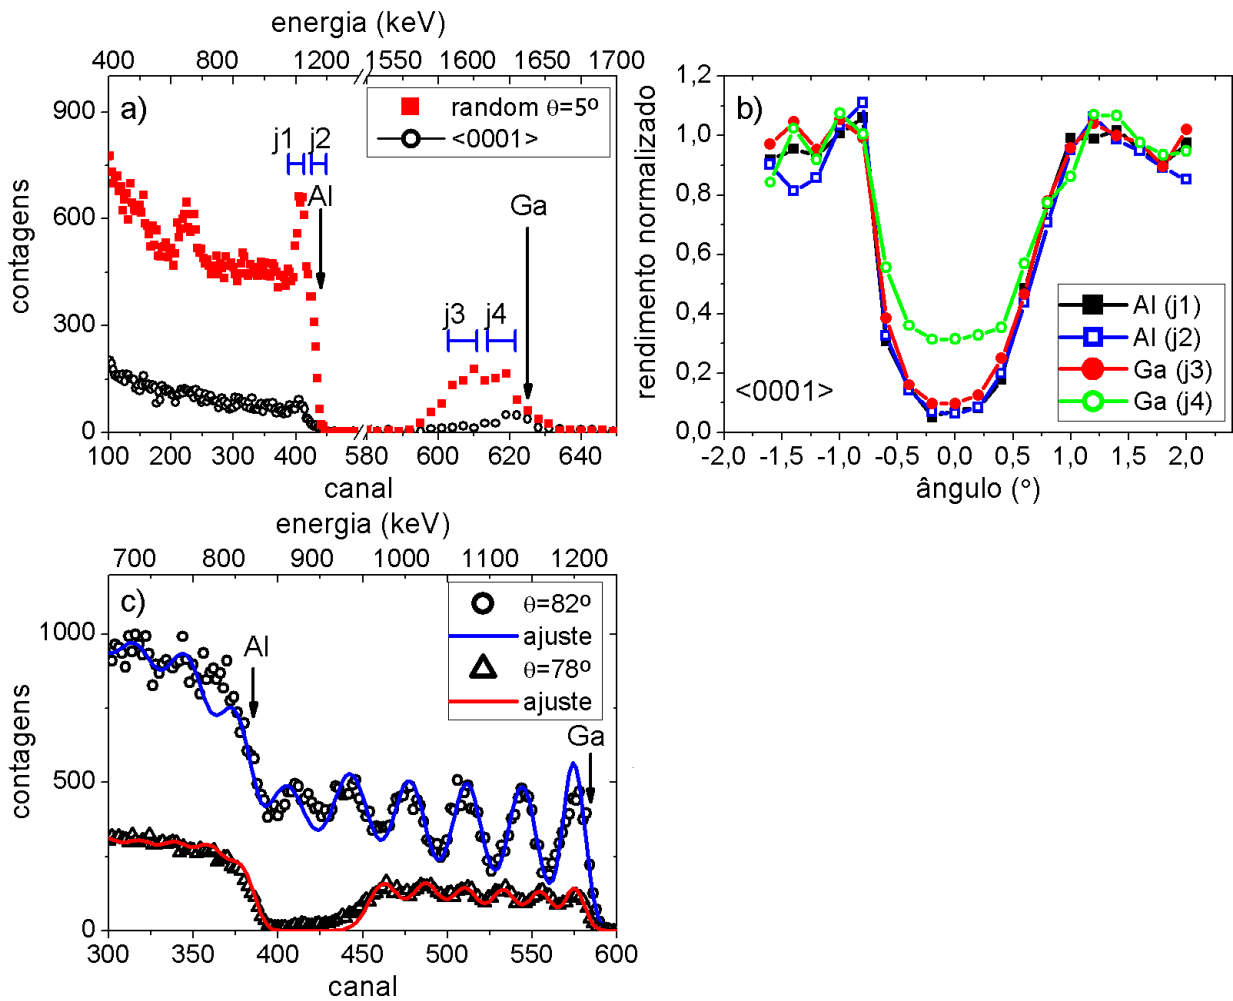 energia (keV)
400 800 1200 1560 1600 1640 1700
a)
random θ=5º
<0001>
j1 j2
Al
Ga
j3 j4
contagens
900
600
300
0
100 200 300 400 580 600 620 640
canal
b)
rendimento normalizado
1,2
1,0
0,8
0,6
0,4
0,2
0,0
<0001>
Al (j1)
Al (j2)
Ga (j3)
Ga (j4)
-2,0 -1,5 -1,0 -0,5 0,0 0,5 1,0 1,5 2,0
ângulo (°)
energia (keV)
700 800 900 1000 1100 1200
c)
θ=82º
ajuste
θ=78º
ajuste
Al
Ga
contagens
1000
500
0
300 350 400 450 500 550 600
canal